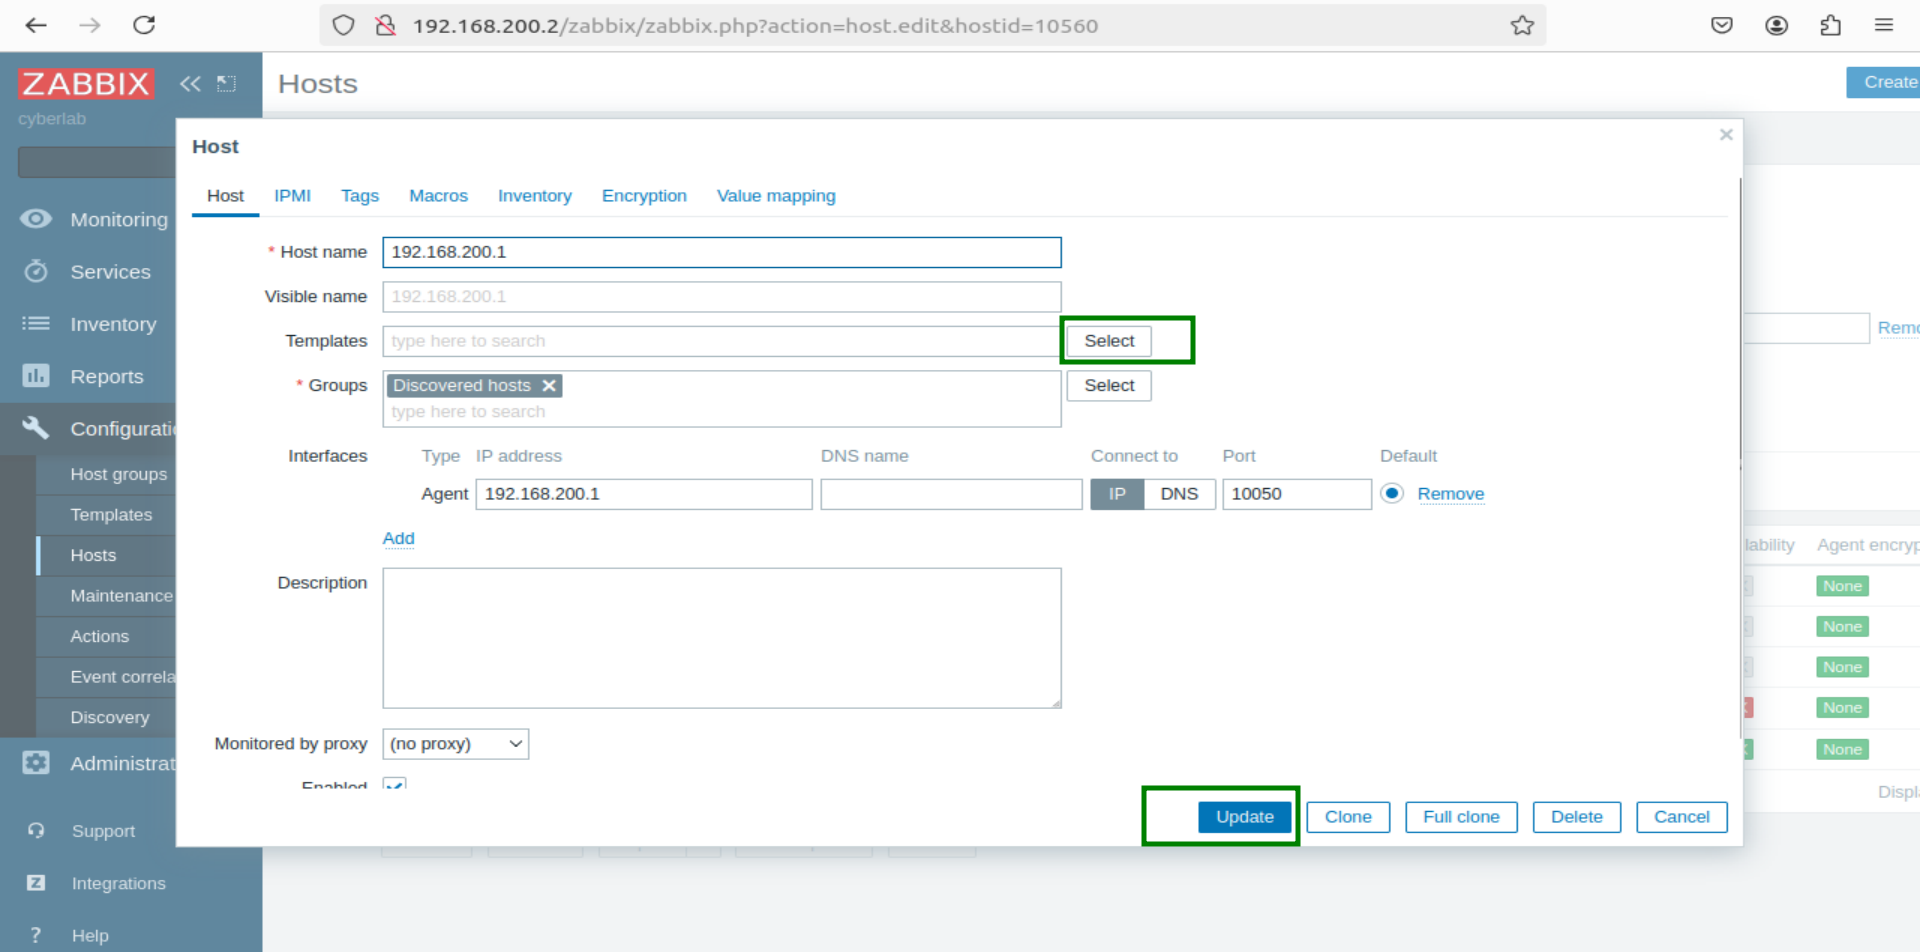 192.168.200.2/zabbix/zabbix.php?action=host.edit&hostid=10560
ZABBIX
cyberlab
Hosts
Create
Monitoring
Services
Inventory
Reports
Configurati
Host groups
Templates
Hosts
Maintenance
Actions
Event correla
Discovery
Administrat
Support
Z Integrations
? Help
Host
Host IPMI Tags Macros Inventory Encryption Value mapping
* Host name 192.168.200.1
Visible name 192.168.200.1
Templates type here to search Select
* Groups Discovered hosts Select
type here to search
Interfaces Type IP address DNS name Connect to Port Default
Agent 192.168.200.1 IP DNS 10050 Remove
Add
Description
Monitored by proxy (no proxy)
Enabled
Update Clone Full clone Delete Cancel
Remo
lability Agent encryp
None
None
None
None
None
Displa